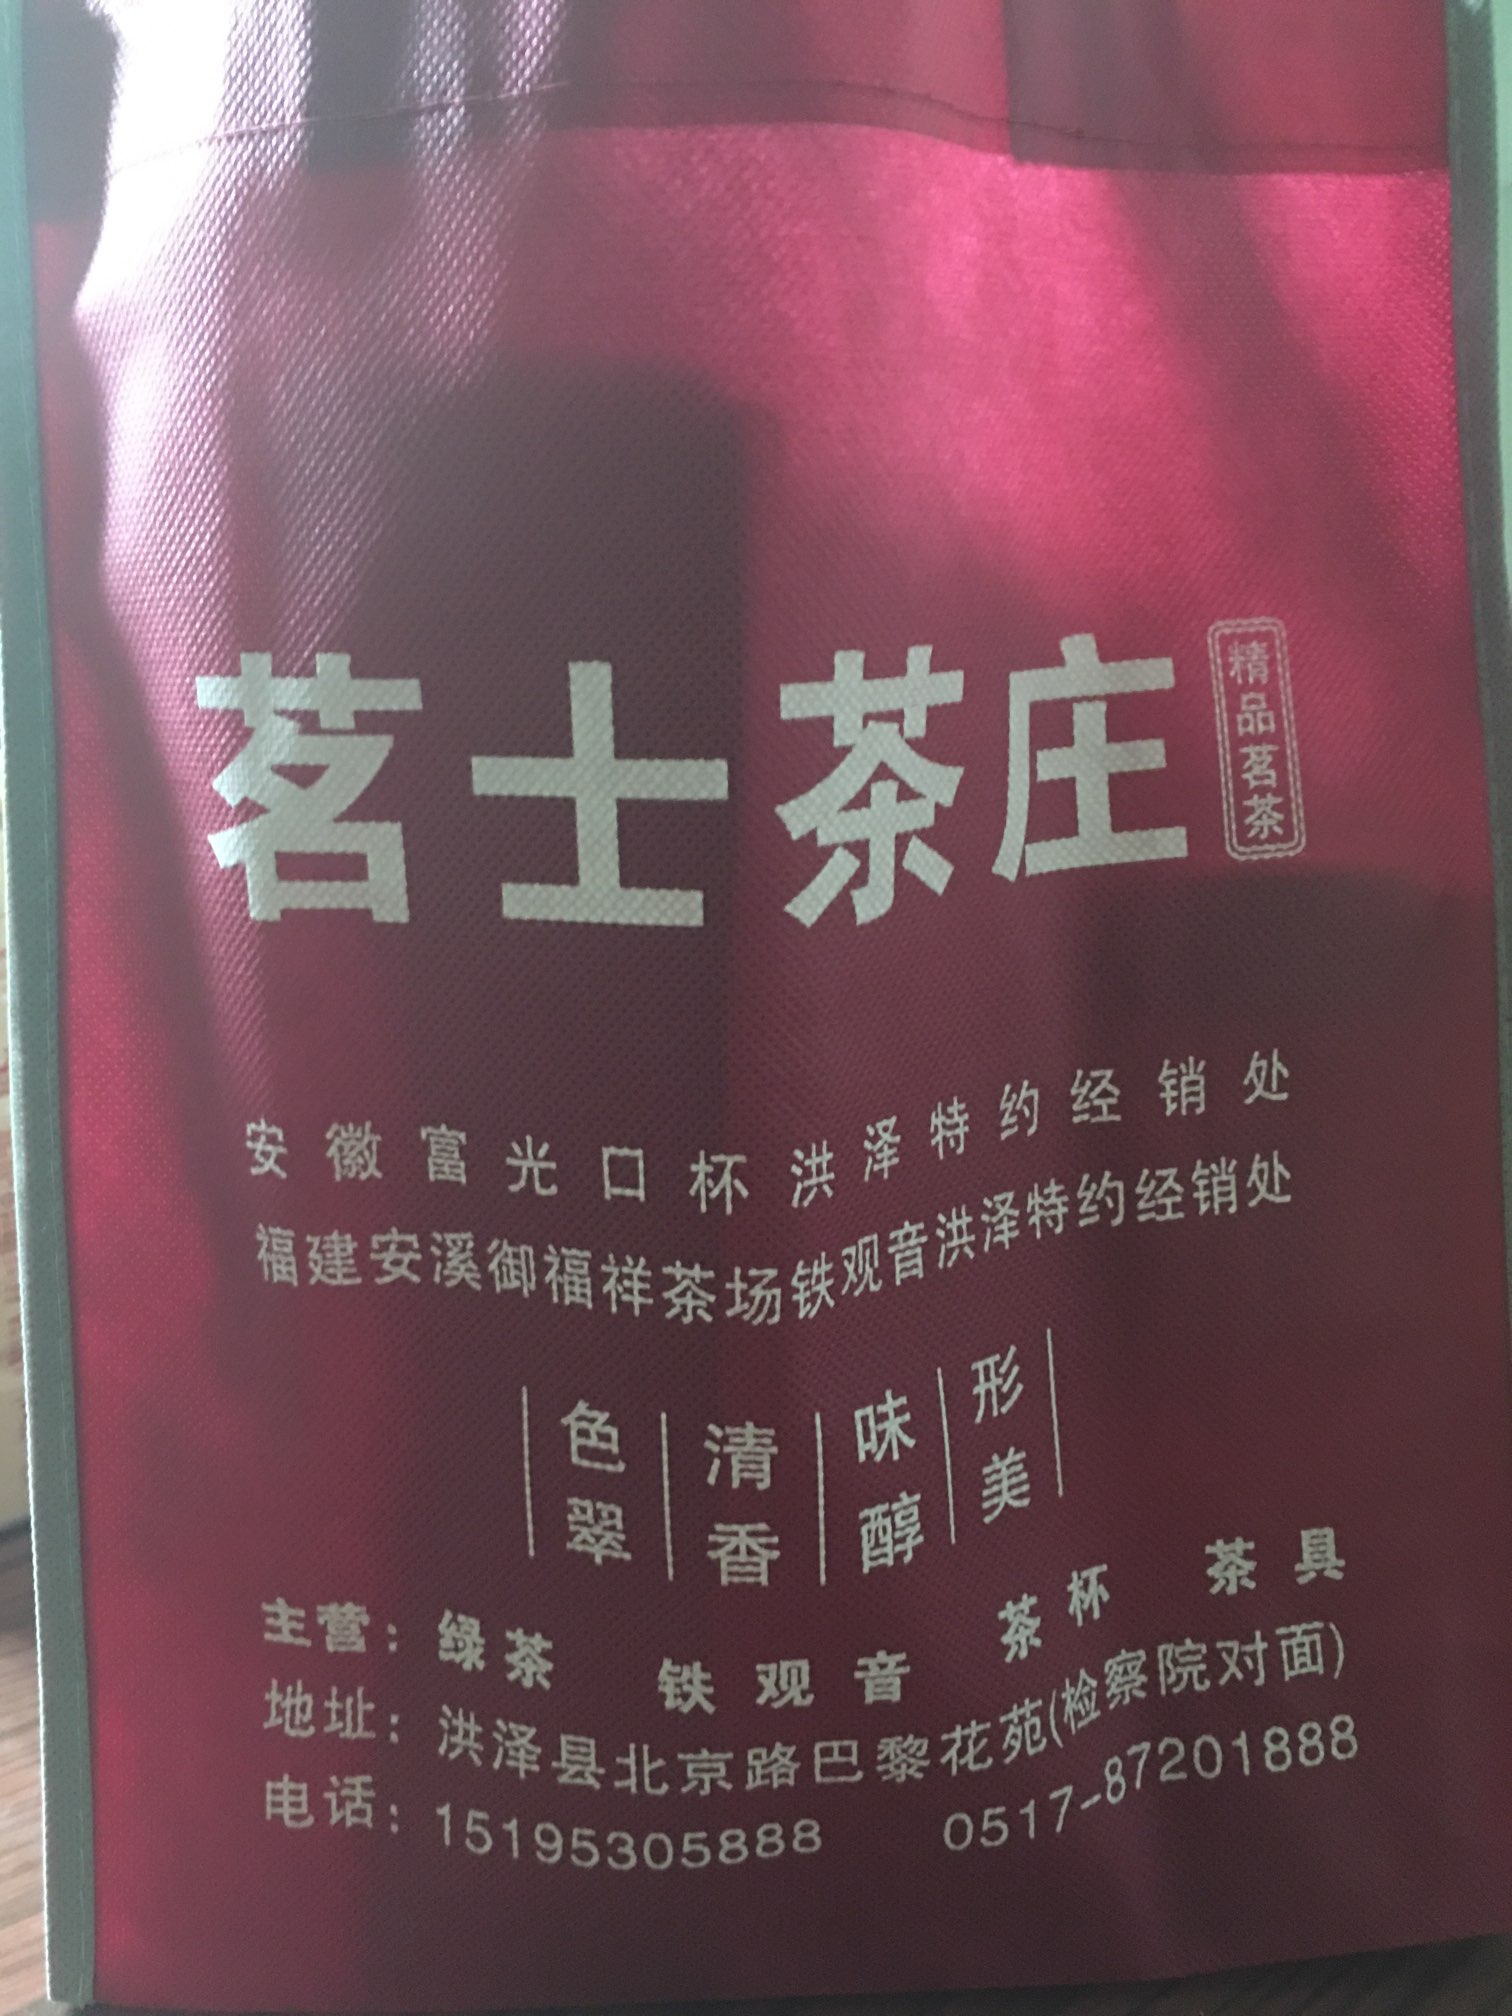 茗士茶庄
精品茗茶
安徽富光口杯洪泽特约经销处
福建安溪御福祥茶场铁观音洪泽特约经销处
色翠
清香
味醇
形美
主营：绿茶 铁观音 茶杯 茶具
地址：洪泽县北京路巴黎花苑(检察院对面)
电话：15195305888 0517-87201888